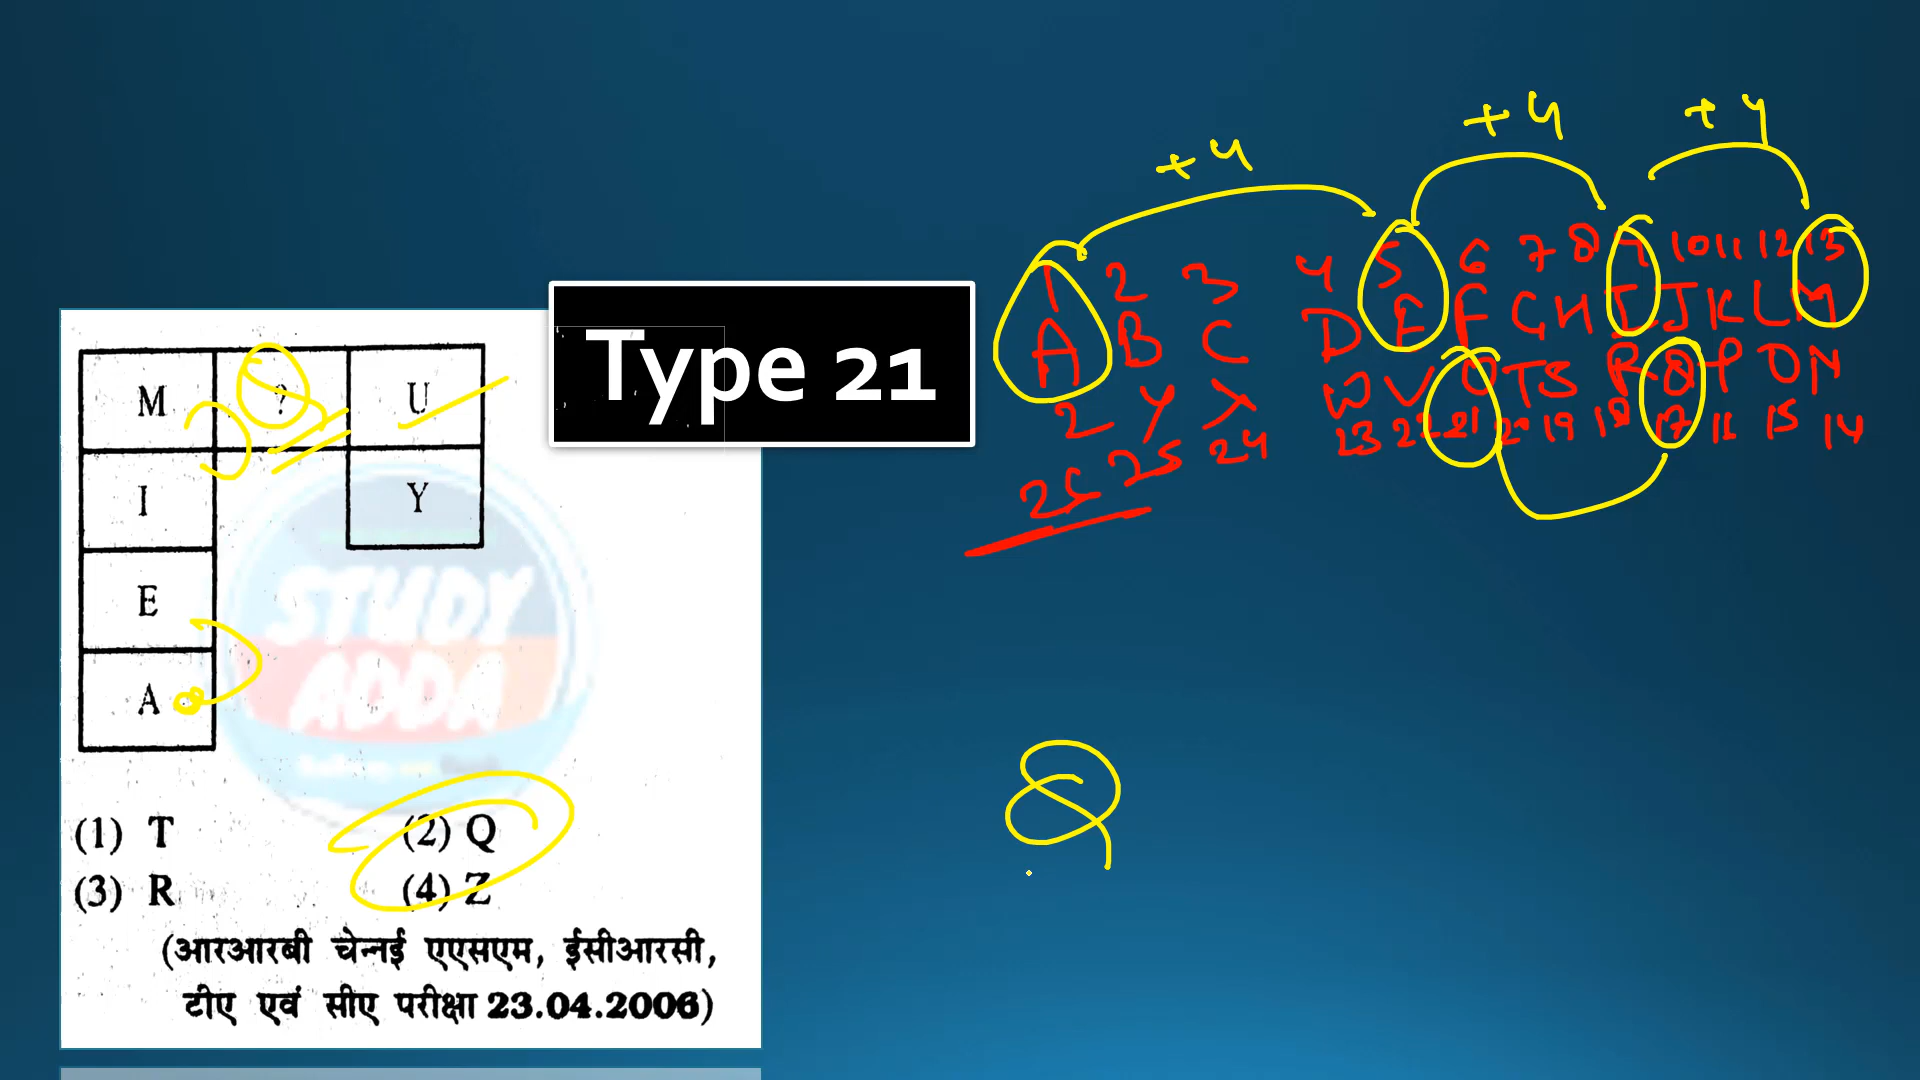 Type 21
M ? U
I Y
E
A
STUDY
ADDA
(1) T (2) Q
(3) R (4) Z
(आरआरबी चेन्नई एएसएम, ईसीआरसी,
टीए एवं सीए परीक्षा 23.04.2006)
+4 +4 +4
1 2 3 4 5 6 7 8 9 10 11 12 13
A B C D E F G H I J K L M
Z Y X W V U T S R Q P O N
26 25 24 23 22 21 20 19 18 17 16 15 14
Q